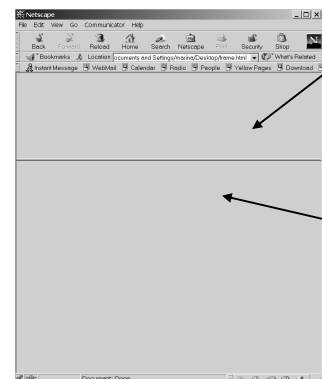 Netscape
File Edit View Go Communicator Help
Back Forward Reload Home Search Netscape Print Security Shop N
Bookmarks Location: ocuments and Settings/marina/Desktop/frame.html What's Related
Instant Message WebMail Calendar Radio People Yellow Pages Download
Document: Done